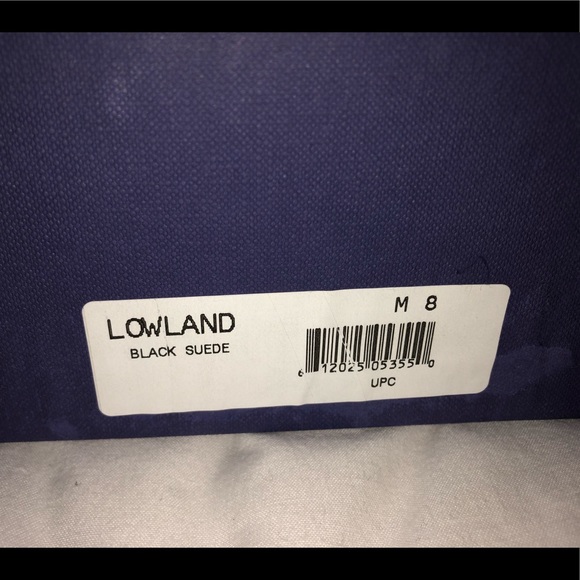 LOWLAND
BLACK SUEDE
M 8
6 12025 05355 0
UPC